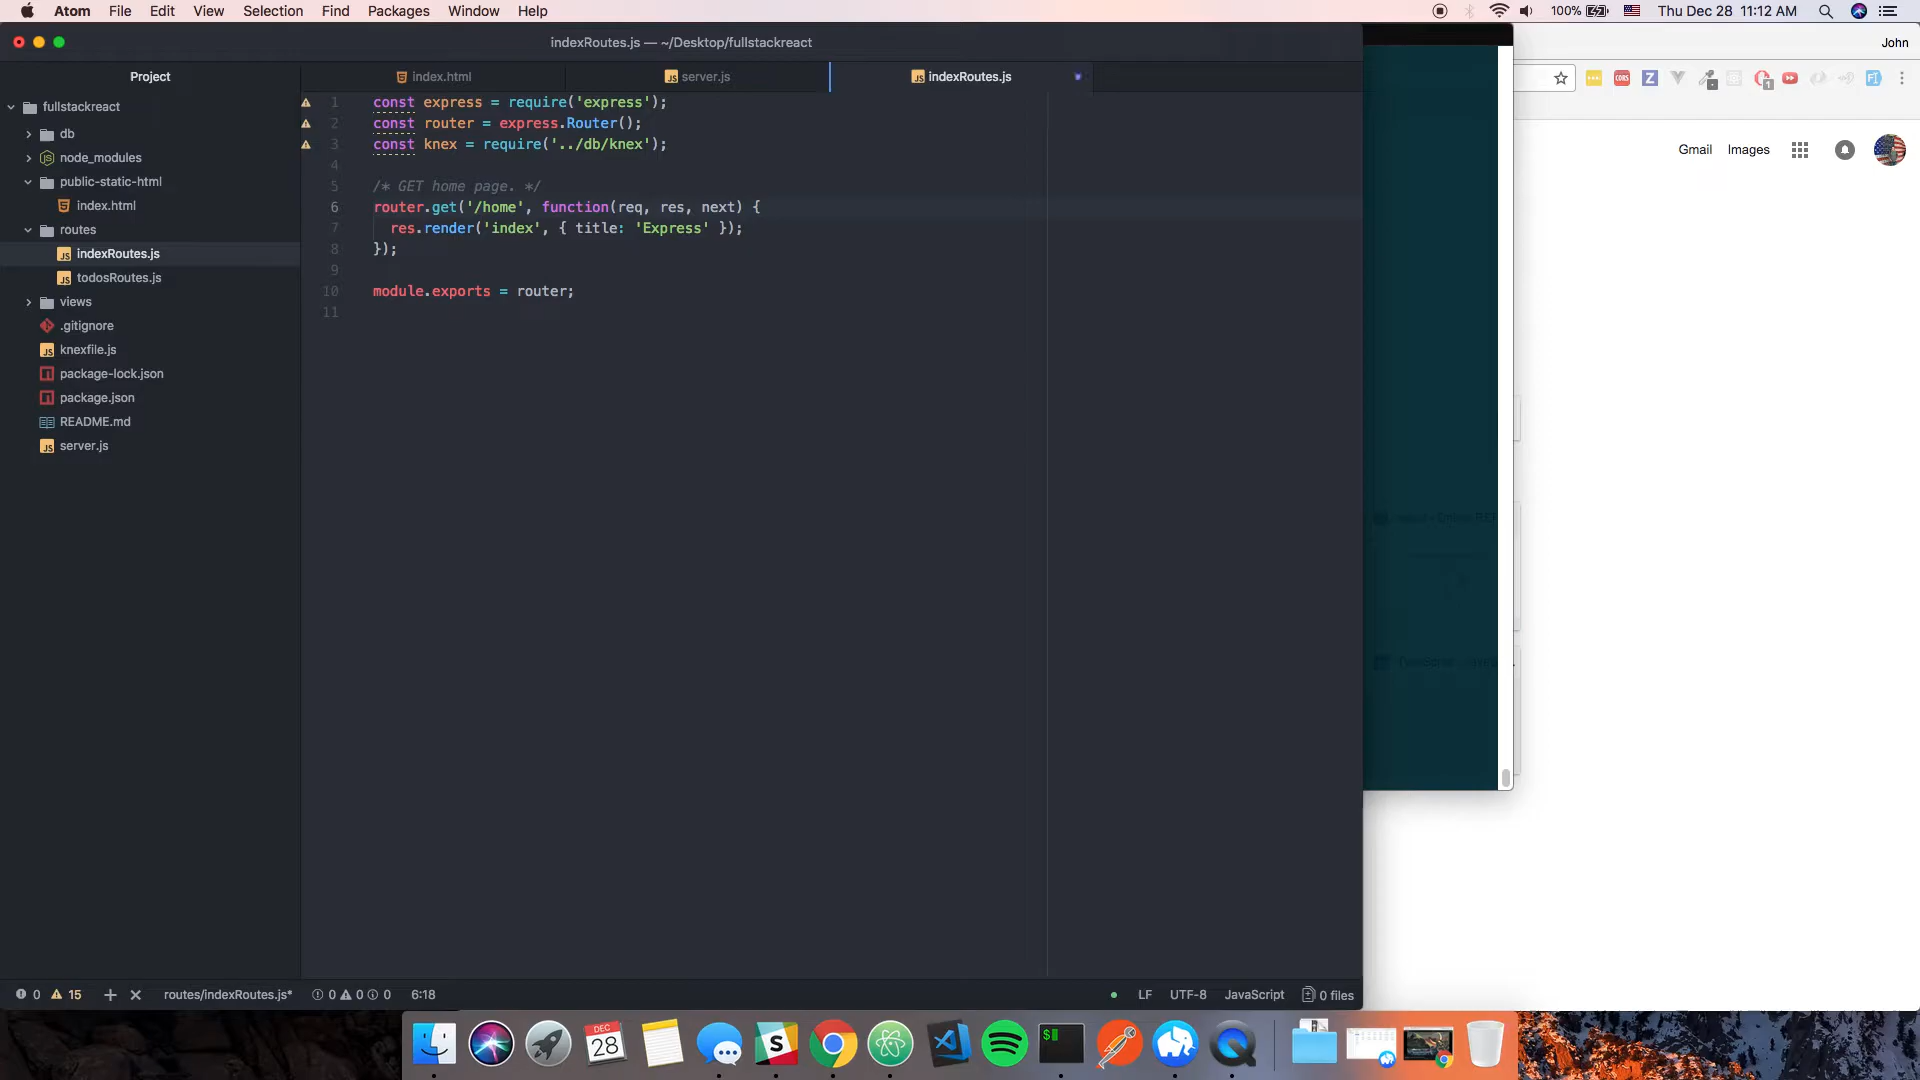 Atom File Edit View Selection Find Packages Window Help
100% Thu Dec 28 11:12 AM
indexRoutes.js — ~/Desktop/fullstackreact
John
Project
index.html
server.js
indexRoutes.js
fullstackreact
db
node_modules
public-static-html
index.html
routes
indexRoutes.js
todosRoutes.js
views
.gitignore
knexfile.js
package-lock.json
package.json
README.md
server.js
1 const express = require('express');
2 const router = express.Router();
3 const knex = require('../db/knex');
4
5 /* GET home page. */
6 router.get('/home', function(req, res, next) {
7 res.render('index', { title: 'Express' });
8 });
9
10 module.exports = router;
11
CORS
Z
1
Gmail Images
0 15 + × routes/indexRoutes.js* 0 0 0 6:18
LF UTF-8 JavaScript 0 files
DEC
28
S
$